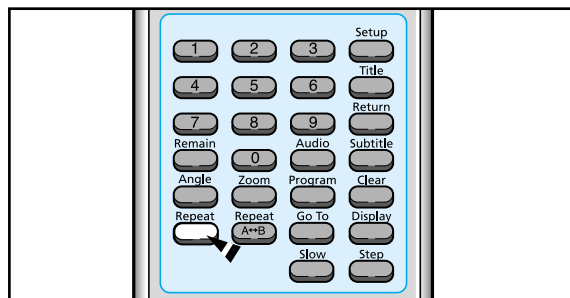 Setup
1 2 3
Title
4 5 6
Return
7 8 9
Remain Audio Subtitle
0
Angle Zoom Program Clear
Repeat Repeat Go To Display
A↔B
Slow Step